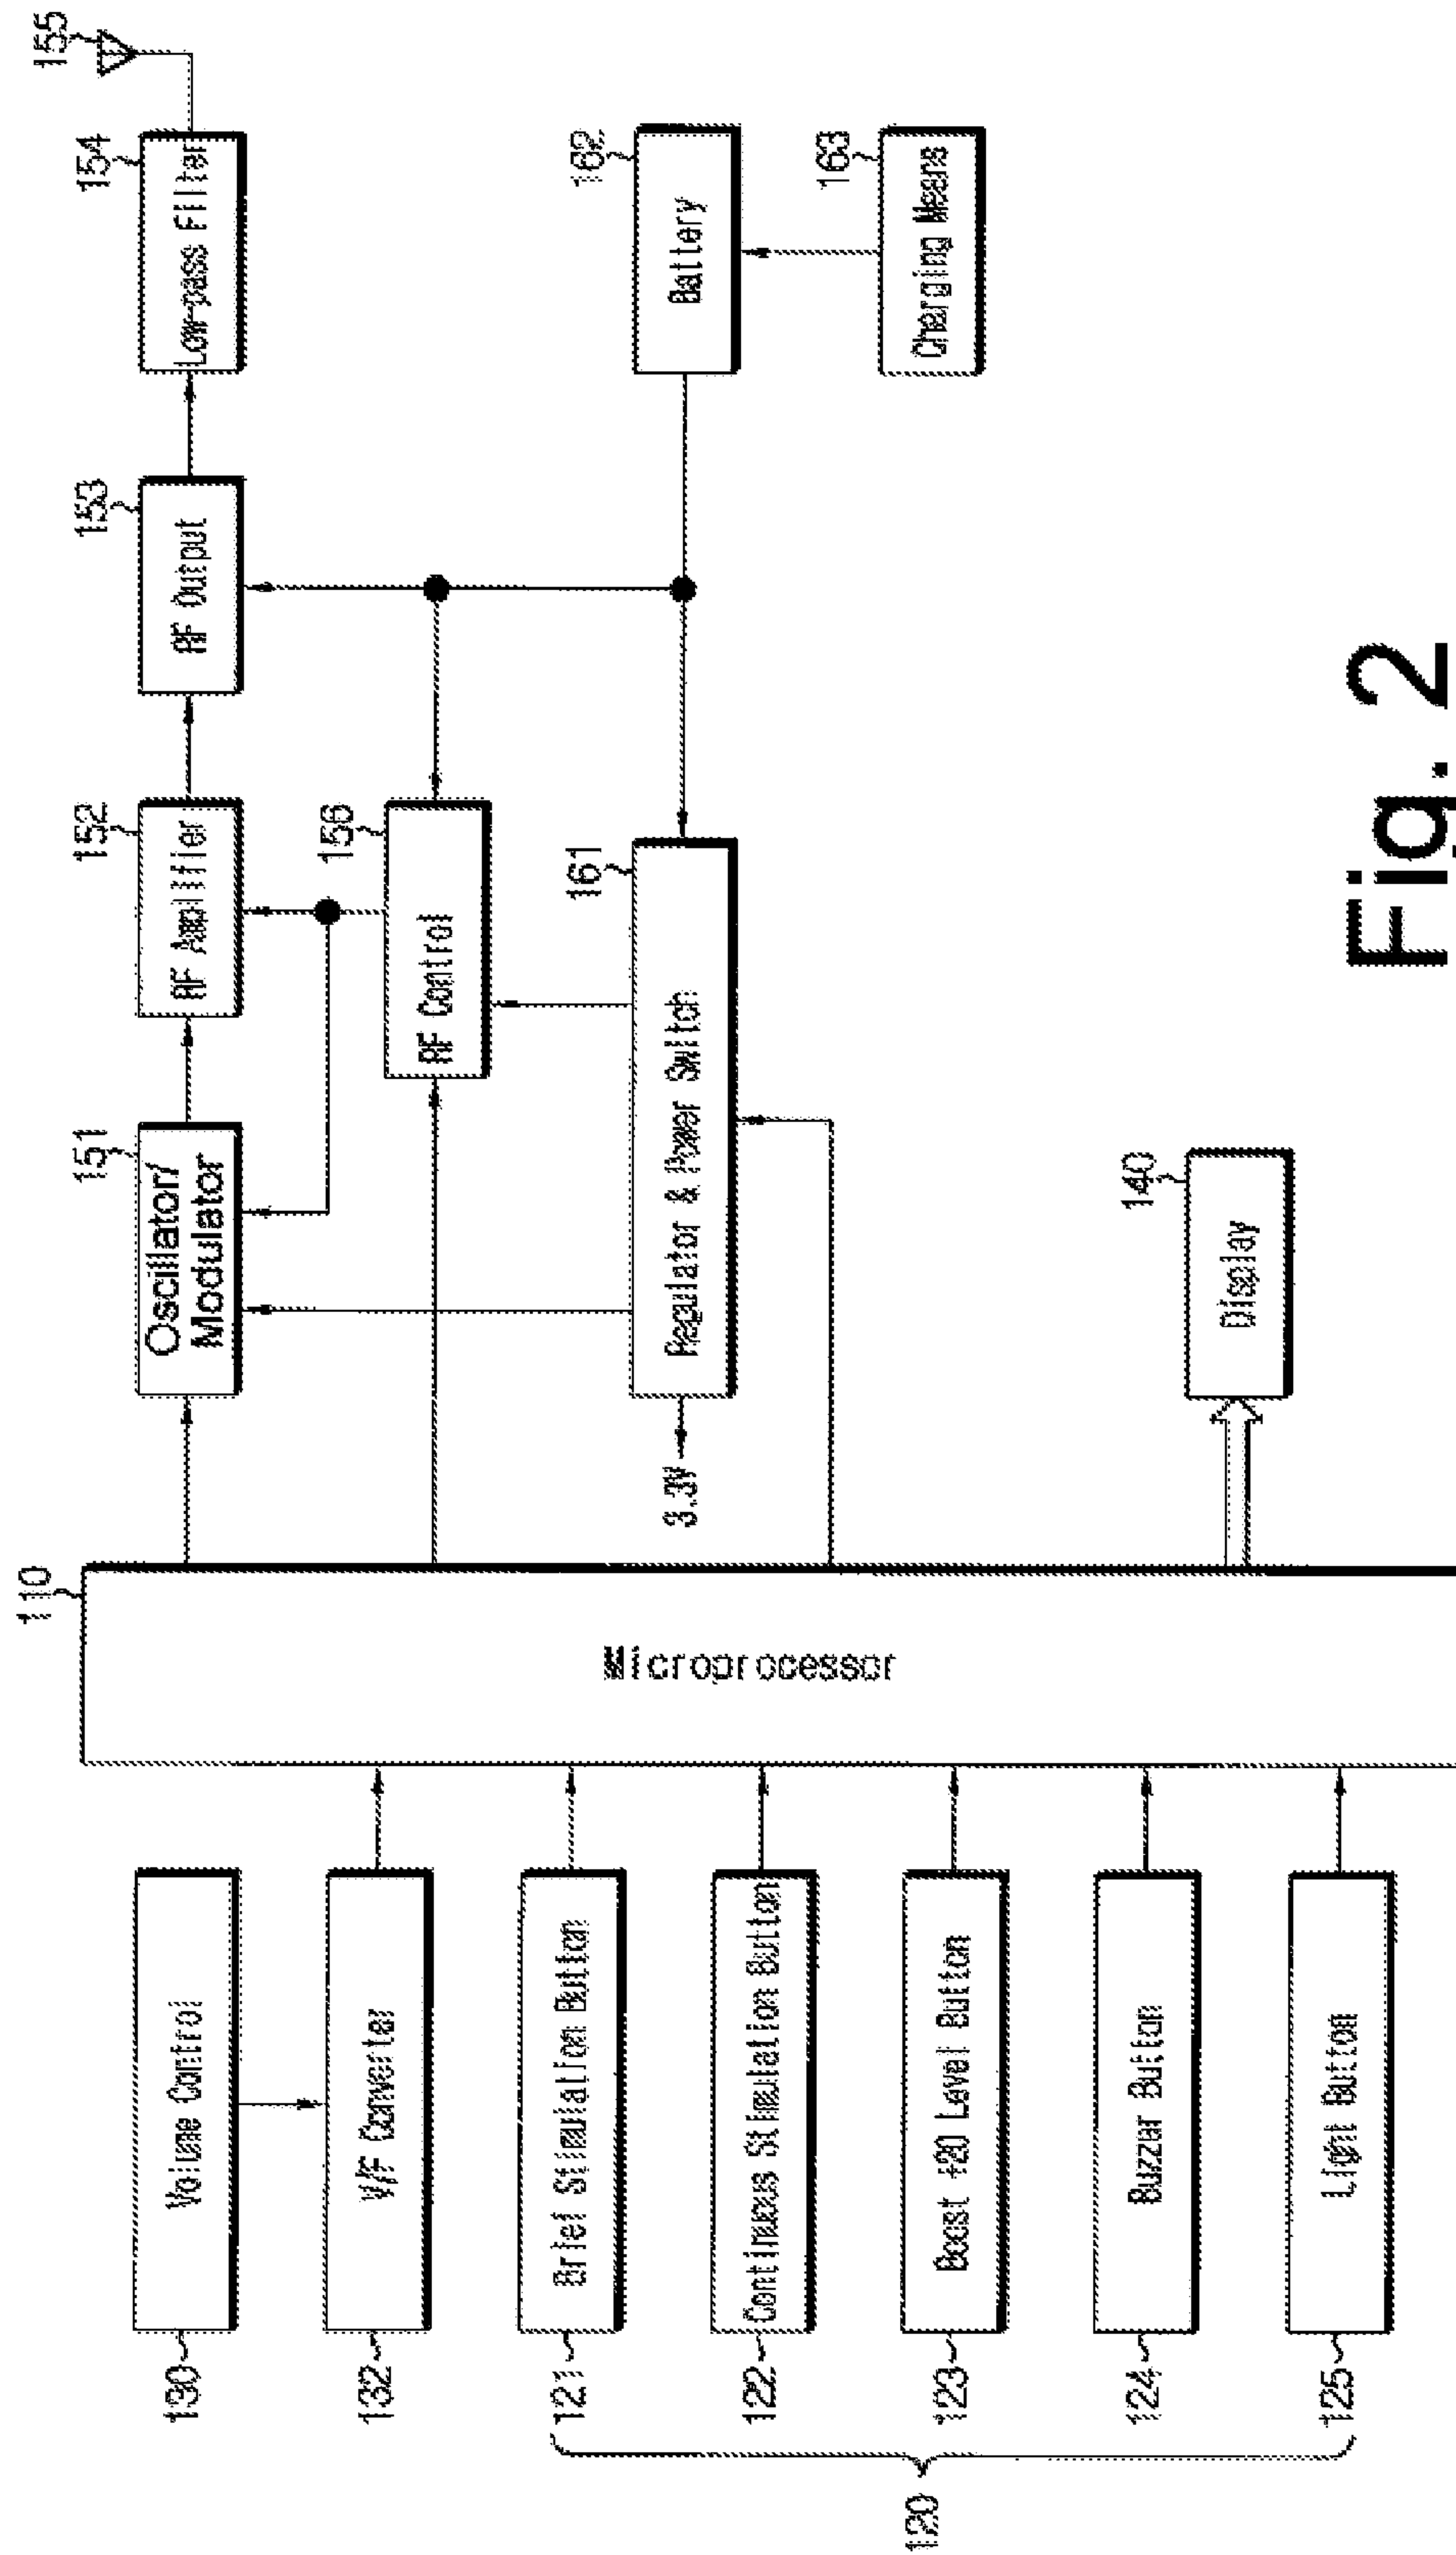 130
Volume Control
132
V/F Converter
121
Brief Stimulation Button
122
Continuous Stimulation Button
123
Boost +20 Level Button
124
Buzzer Button
125
Light Button
120
110
Microprocessor
151
Oscillator/
Modulator
152
RF Amplifier
153
RF Output
154
Low-pass Filter
155
156
RF Control
161
Regulator & Power Switch
3.3V
162
Battery
163
Charging Means
140
Display
Fig. 2